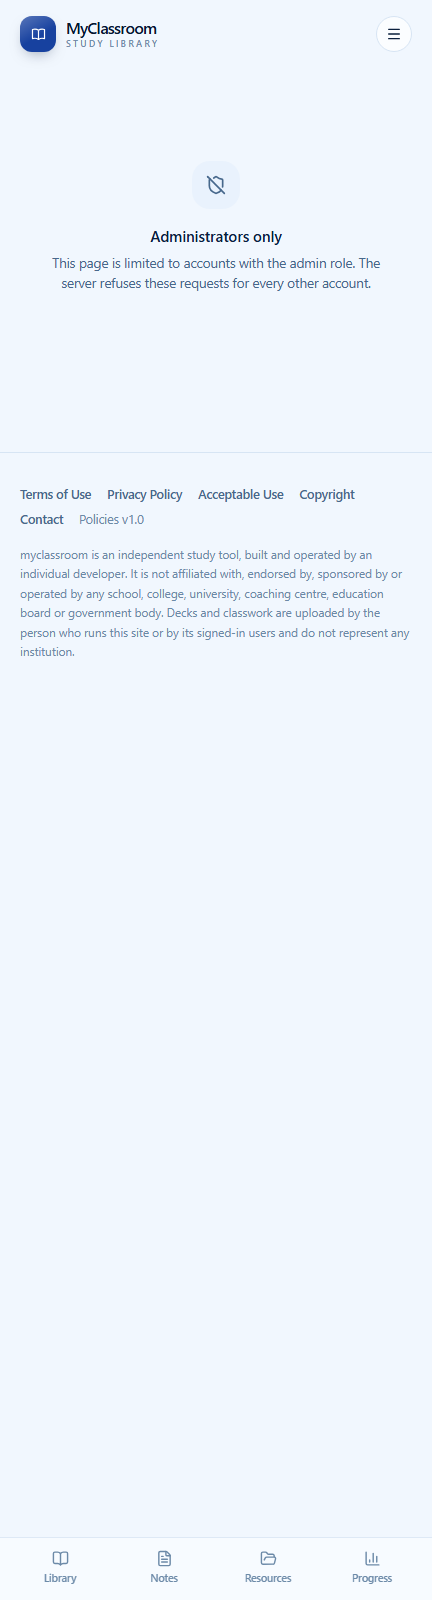 MyClassroom
STUDY LIBRARY
Administrators only
This page is limited to accounts with the admin role. The
server refuses these requests for every other account.
Terms of Use Privacy Policy Acceptable Use Copyright
Contact Policies v1.0
myclassroom is an independent study tool, built and operated by an
individual developer. It is not affiliated with, endorsed by, sponsored by or
operated by any school, college, university, coaching centre, education
board or government body. Decks and classwork are uploaded by the
person who runs this site or by its signed-in users and do not represent any
institution.
Library Notes Resources Progress